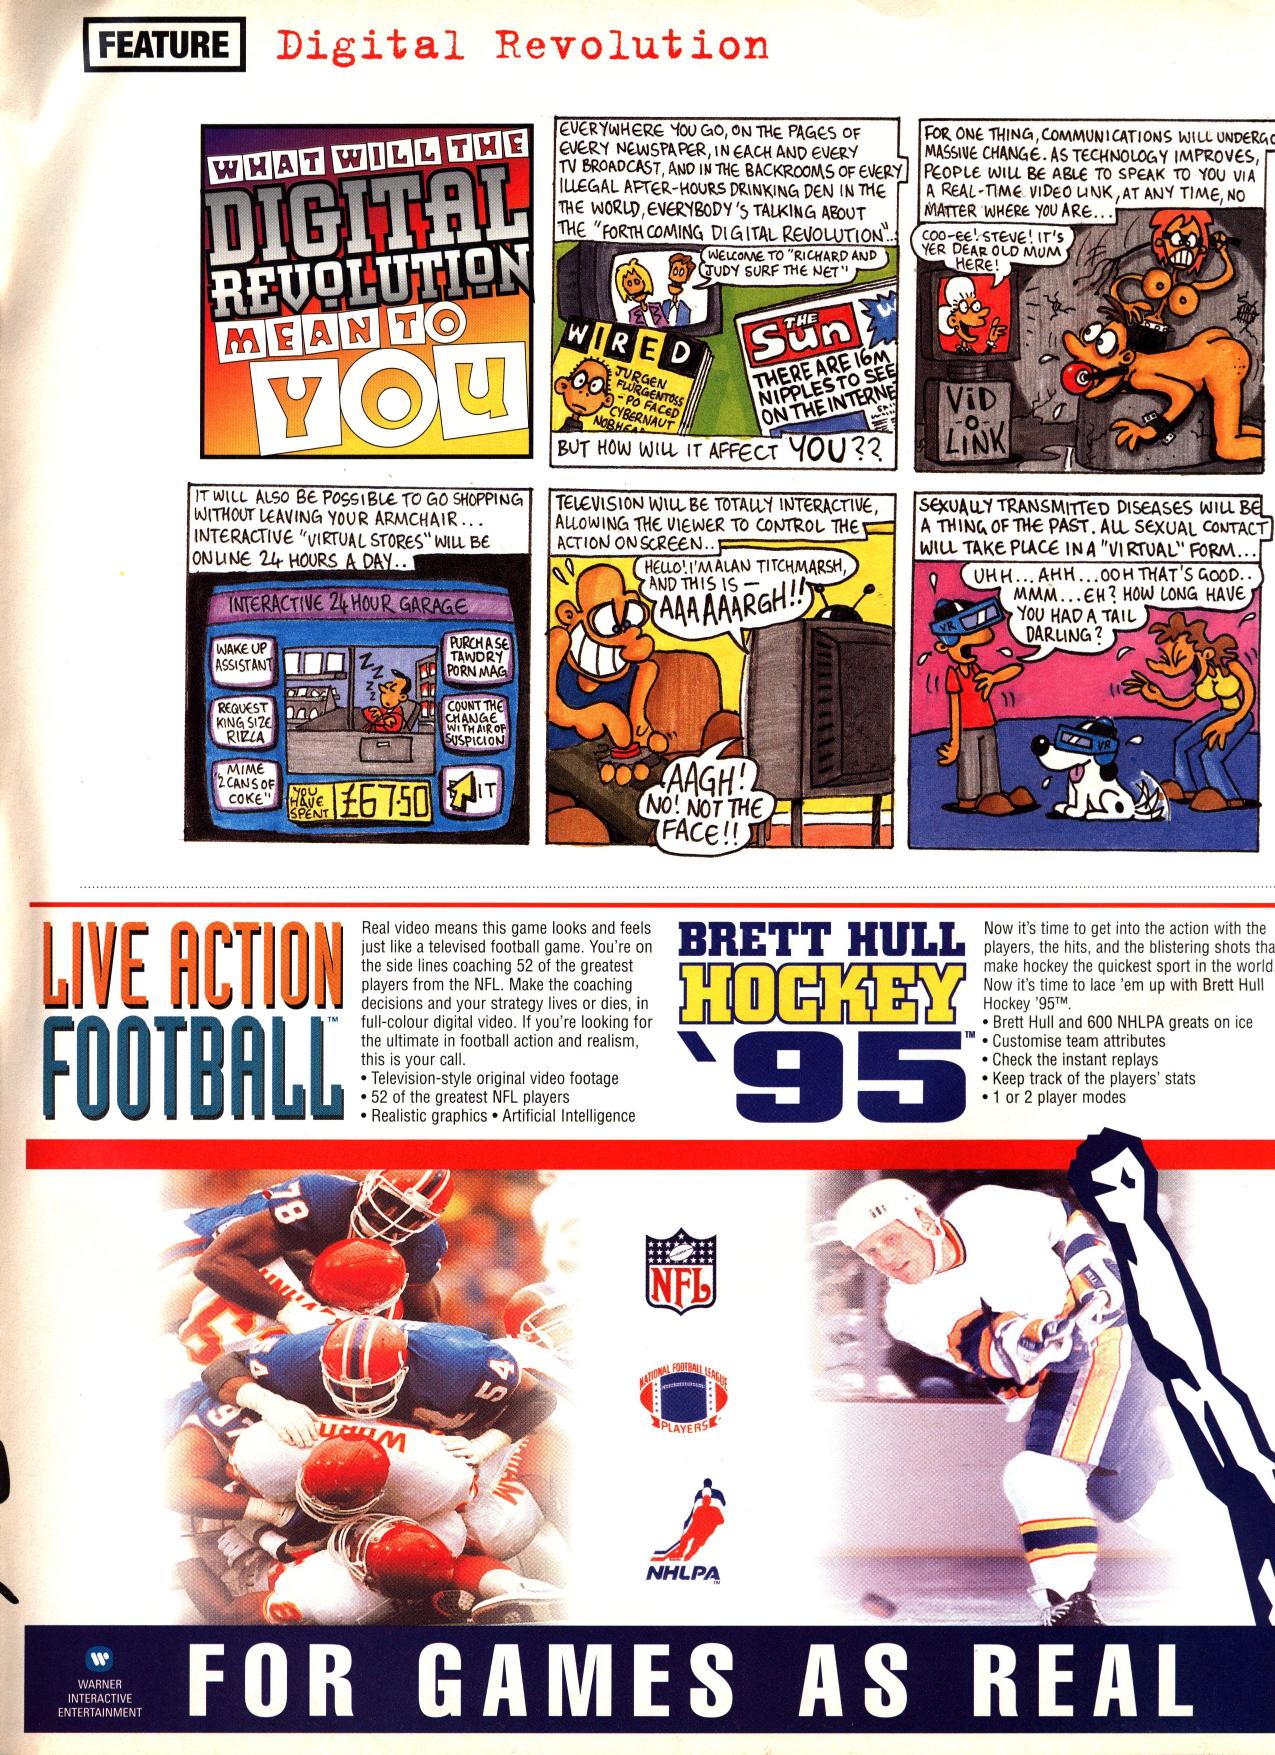 FEATURE Digital Revolution
WHAT WILL THE
DIGITAL
REVOLUTION
MEAN TO
YOU
EVERYWHERE YOU GO, ON THE PAGES OF
EVERY NEWSPAPER, IN EACH AND EVERY
TV BROADCAST, AND IN THE BACKROOMS OF EVERY
ILLEGAL AFTER-HOURS DRINKING DEN IN THE
THE WORLD, EVERYBODY'S TALKING ABOUT
THE "FORTHCOMING DIGITAL REVOLUTION"..
WELCOME TO "RICHARD AND
JUDY SURF THE NET"
WIRED
JURGEN
FLURGENTOSS
- PO FACED
CYBERNAUT
THE
Sun
THERE ARE 16M
NIPPLES TO SEE
ON THE INTERNE
BUT HOW WILL IT AFFECT YOU??
FOR ONE THING, COMMUNICATIONS WILL UNDERGO
MASSIVE CHANGE. AS TECHNOLOGY IMPROVES,
PEOPLE WILL BE ABLE TO SPEAK TO YOU VIA
A REAL-TIME VIDEO LINK, AT ANY TIME, NO
MATTER WHERE YOU ARE...
COO-EE! STEVE! IT'S
YER DEAR OLD MUM
HERE!
ViD
-O-
LINK
IT WILL ALSO BE POSSIBLE TO GO SHOPPING
WITHOUT LEAVING YOUR ARMCHAIR...
INTERACTIVE "VIRTUAL STORES" WILL BE
ONLINE 24 HOURS A DAY..
INTERACTIVE 24 HOUR GARAGE
WAKE UP
ASSISTANT
REQUEST
KING SIZE
RIZLA
MIME
"2 CANS OF
COKE"
ZZZ
ZZZ
PURCHASE
TAWDRY
PORN MAG
COUNT THE
CHANGE
WITH AIR OF
SUSPICION
YOU
HAVE
SPENT
£67.50
IT
TELEVISION WILL BE TOTALLY INTERACTIVE,
ALLOWING THE VIEWER TO CONTROL THE
ACTION ONSCREEN..
HELLO! I'M ALAN TITCHMARSH,
AND THIS IS —
AAAAAARGH!!
AAGH!
NO! NOT THE
FACE!!
SEXUALLY TRANSMITTED DISEASES WILL BE
A THING OF THE PAST. ALL SEXUAL CONTACT
WILL TAKE PLACE IN A "VIRTUAL" FORM...
UHH... AHH...OOH THAT'S GOOD..
MMM...EH? HOW LONG HAVE
YOU HAD A TAIL
DARLING?
VR
VR
LIVE ACTION
FOOTBALL™
Real video means this game looks and feels
just like a televised football game. You're on
the side lines coaching 52 of the greatest
players from the NFL. Make the coaching
decisions and your strategy lives or dies, in
full-colour digital video. If you're looking for
the ultimate in football action and realism,
this is your call.
• Television-style original video footage
• 52 of the greatest NFL players
• Realistic graphics • Artificial Intelligence
BRETT HULL
HOCKEY
'95™
Now it's time to get into the action with the
players, the hits, and the blistering shots tha
make hockey the quickest sport in the world
Now it's time to lace 'em up with Brett Hull
Hockey '95™.
• Brett Hull and 600 NHLPA greats on ice
• Customise team attributes
• Check the instant replays
• Keep track of the players' stats
• 1 or 2 player modes
78
54
54
97
WORD
NFL
NATIONAL FOOTBALL LEAGUE
PLAYERS
NHLPA™
WARNER
INTERACTIVE
ENTERTAINMENT
FOR GAMES AS REAL